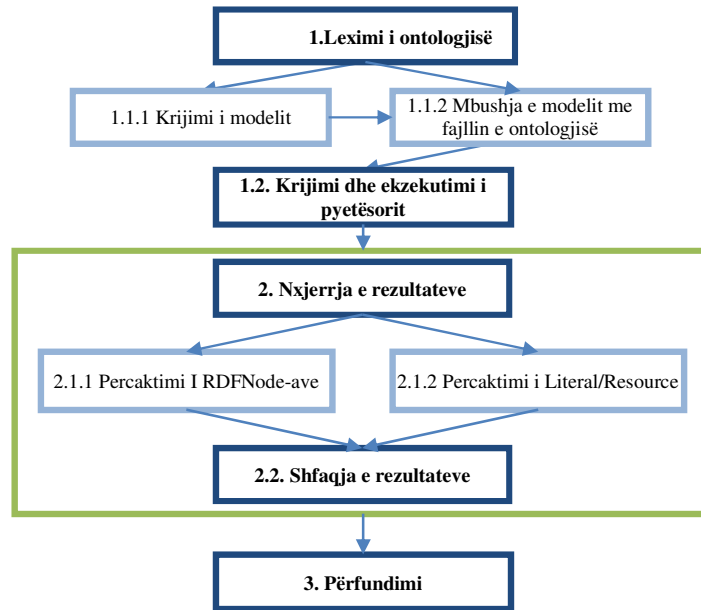 1.Leximi i ontologjisë
1.1.1 Krijimi i modelit
1.1.2 Mbushja e modelit me
fajllin e ontologjisë
1.2. Krijimi dhe ekzekutimi i
pyetësorit
2. Nxjerrja e rezultateve
2.1.1 Percaktimi I RDFNode-ave
2.1.2 Percaktimi i Literal/Resource
2.2. Shfaqja e rezultateve
3. Përfundimi